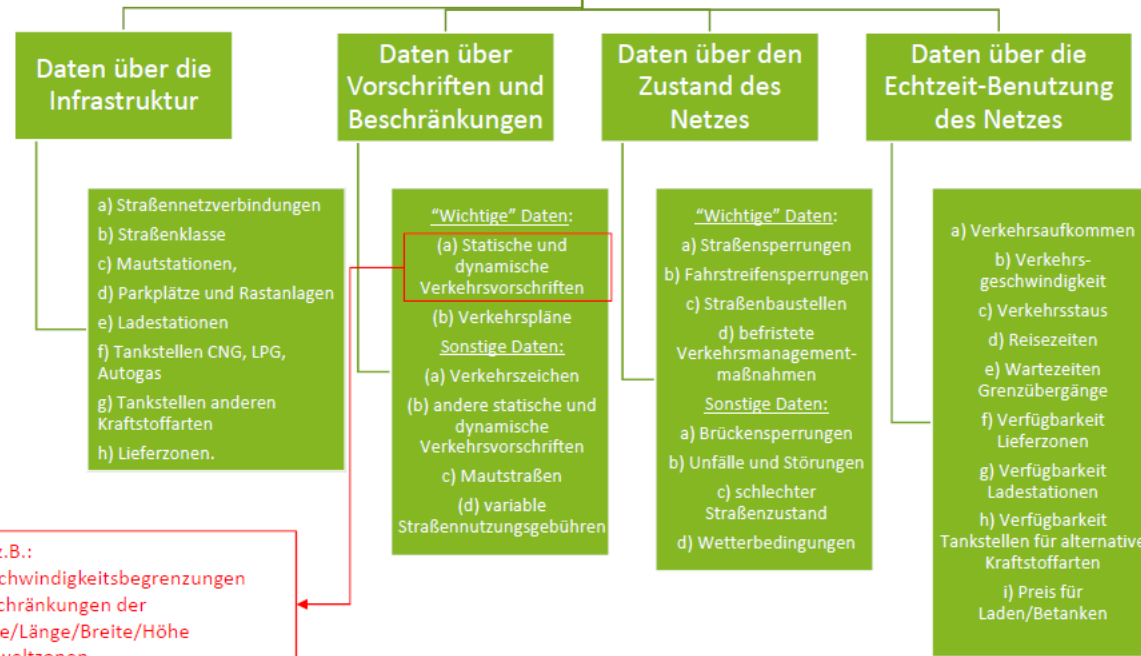 Daten über die
Infrastruktur
a) Straßennetzverbindungen
b) Straßenklasse
c) Mautstationen,
d) Parkplätze und Rastanlagen
e) Ladestationen
f) Tankstellen CNG, LPG,
Autogas
g) Tankstellen anderen
Kraftstoffarten
h) Lieferzonen.
Daten über
Vorschriften und
Beschränkungen
"Wichtige" Daten:
(a) Statische und
dynamische
Verkehrsvorschriften
(b) Verkehrspläne
Sonstige Daten:
(a) Verkehrszeichen
(b) andere statische und
dynamische
Verkehrsvorschriften
c) Mautstraßen
(d) variable
Straßennutzungsgebühren
Daten über den
Zustand des
Netzes
"Wichtige" Daten:
a) Straßensperrungen
b) Fahrstreifensperrungen
c) Straßenbaustellen
d) befristete
Verkehrsmanagement-
maßnahmen
Sonstige Daten:
a) Brückensperrungen
b) Unfälle und Störungen
c) schlechter
Straßenzustand
d) Wetterbedingungen
Daten über die
Echtzeit-Benutzung
des Netzes
a) Verkehrsaufkommen
b) Verkehrs-
geschwindigkeit
c) Verkehrsstaus
d) Reisezeiten
e) Wartezeiten
Grenzübergänge
f) Verfügbarkeit
Lieferzonen
g) Verfügbarkeit
Ladestationen
h) Verfügbarkeit
Tankstellen für alternative
Kraftstoffarten
i) Preis für
Laden/Betanken
z.B.:
chwindigkeitsbegrenzungen
chränkungen der
e/Länge/Breite/Höhe